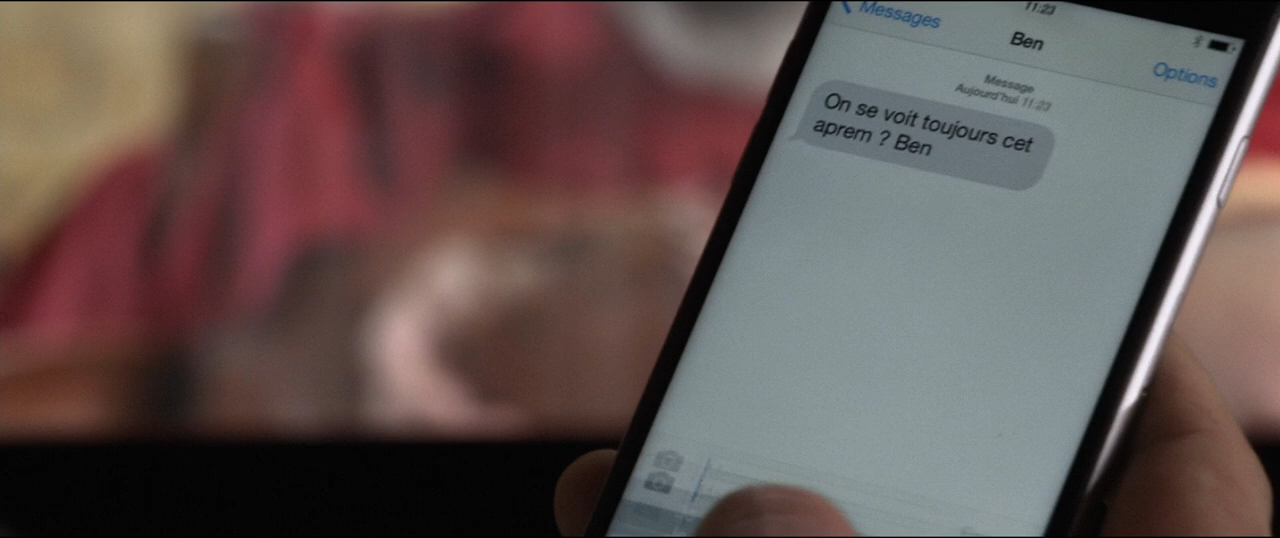 11:23
Messages
Ben
Options
Message
Aujourd'hui 11:23
On se voit toujours cet
aprem ? Ben